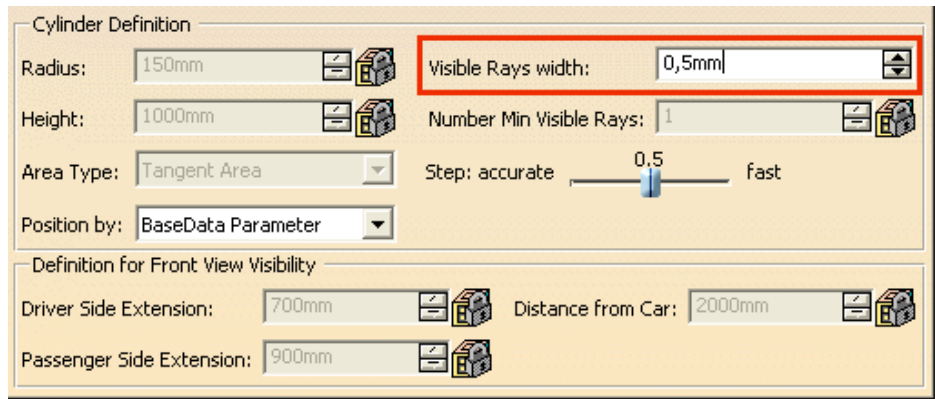 Cylinder Definition
Radius: 150mm
Visible Rays width: 0,5mm
Height: 1000mm
Number Min Visible Rays: 1
Area Type: Tangent Area
Step: accurate 0.5 fast
Position by: BaseData Parameter
Definition for Front View Visibility
Driver Side Extension: 700mm
Distance from Car: 2000mm
Passenger Side Extension: 900mm